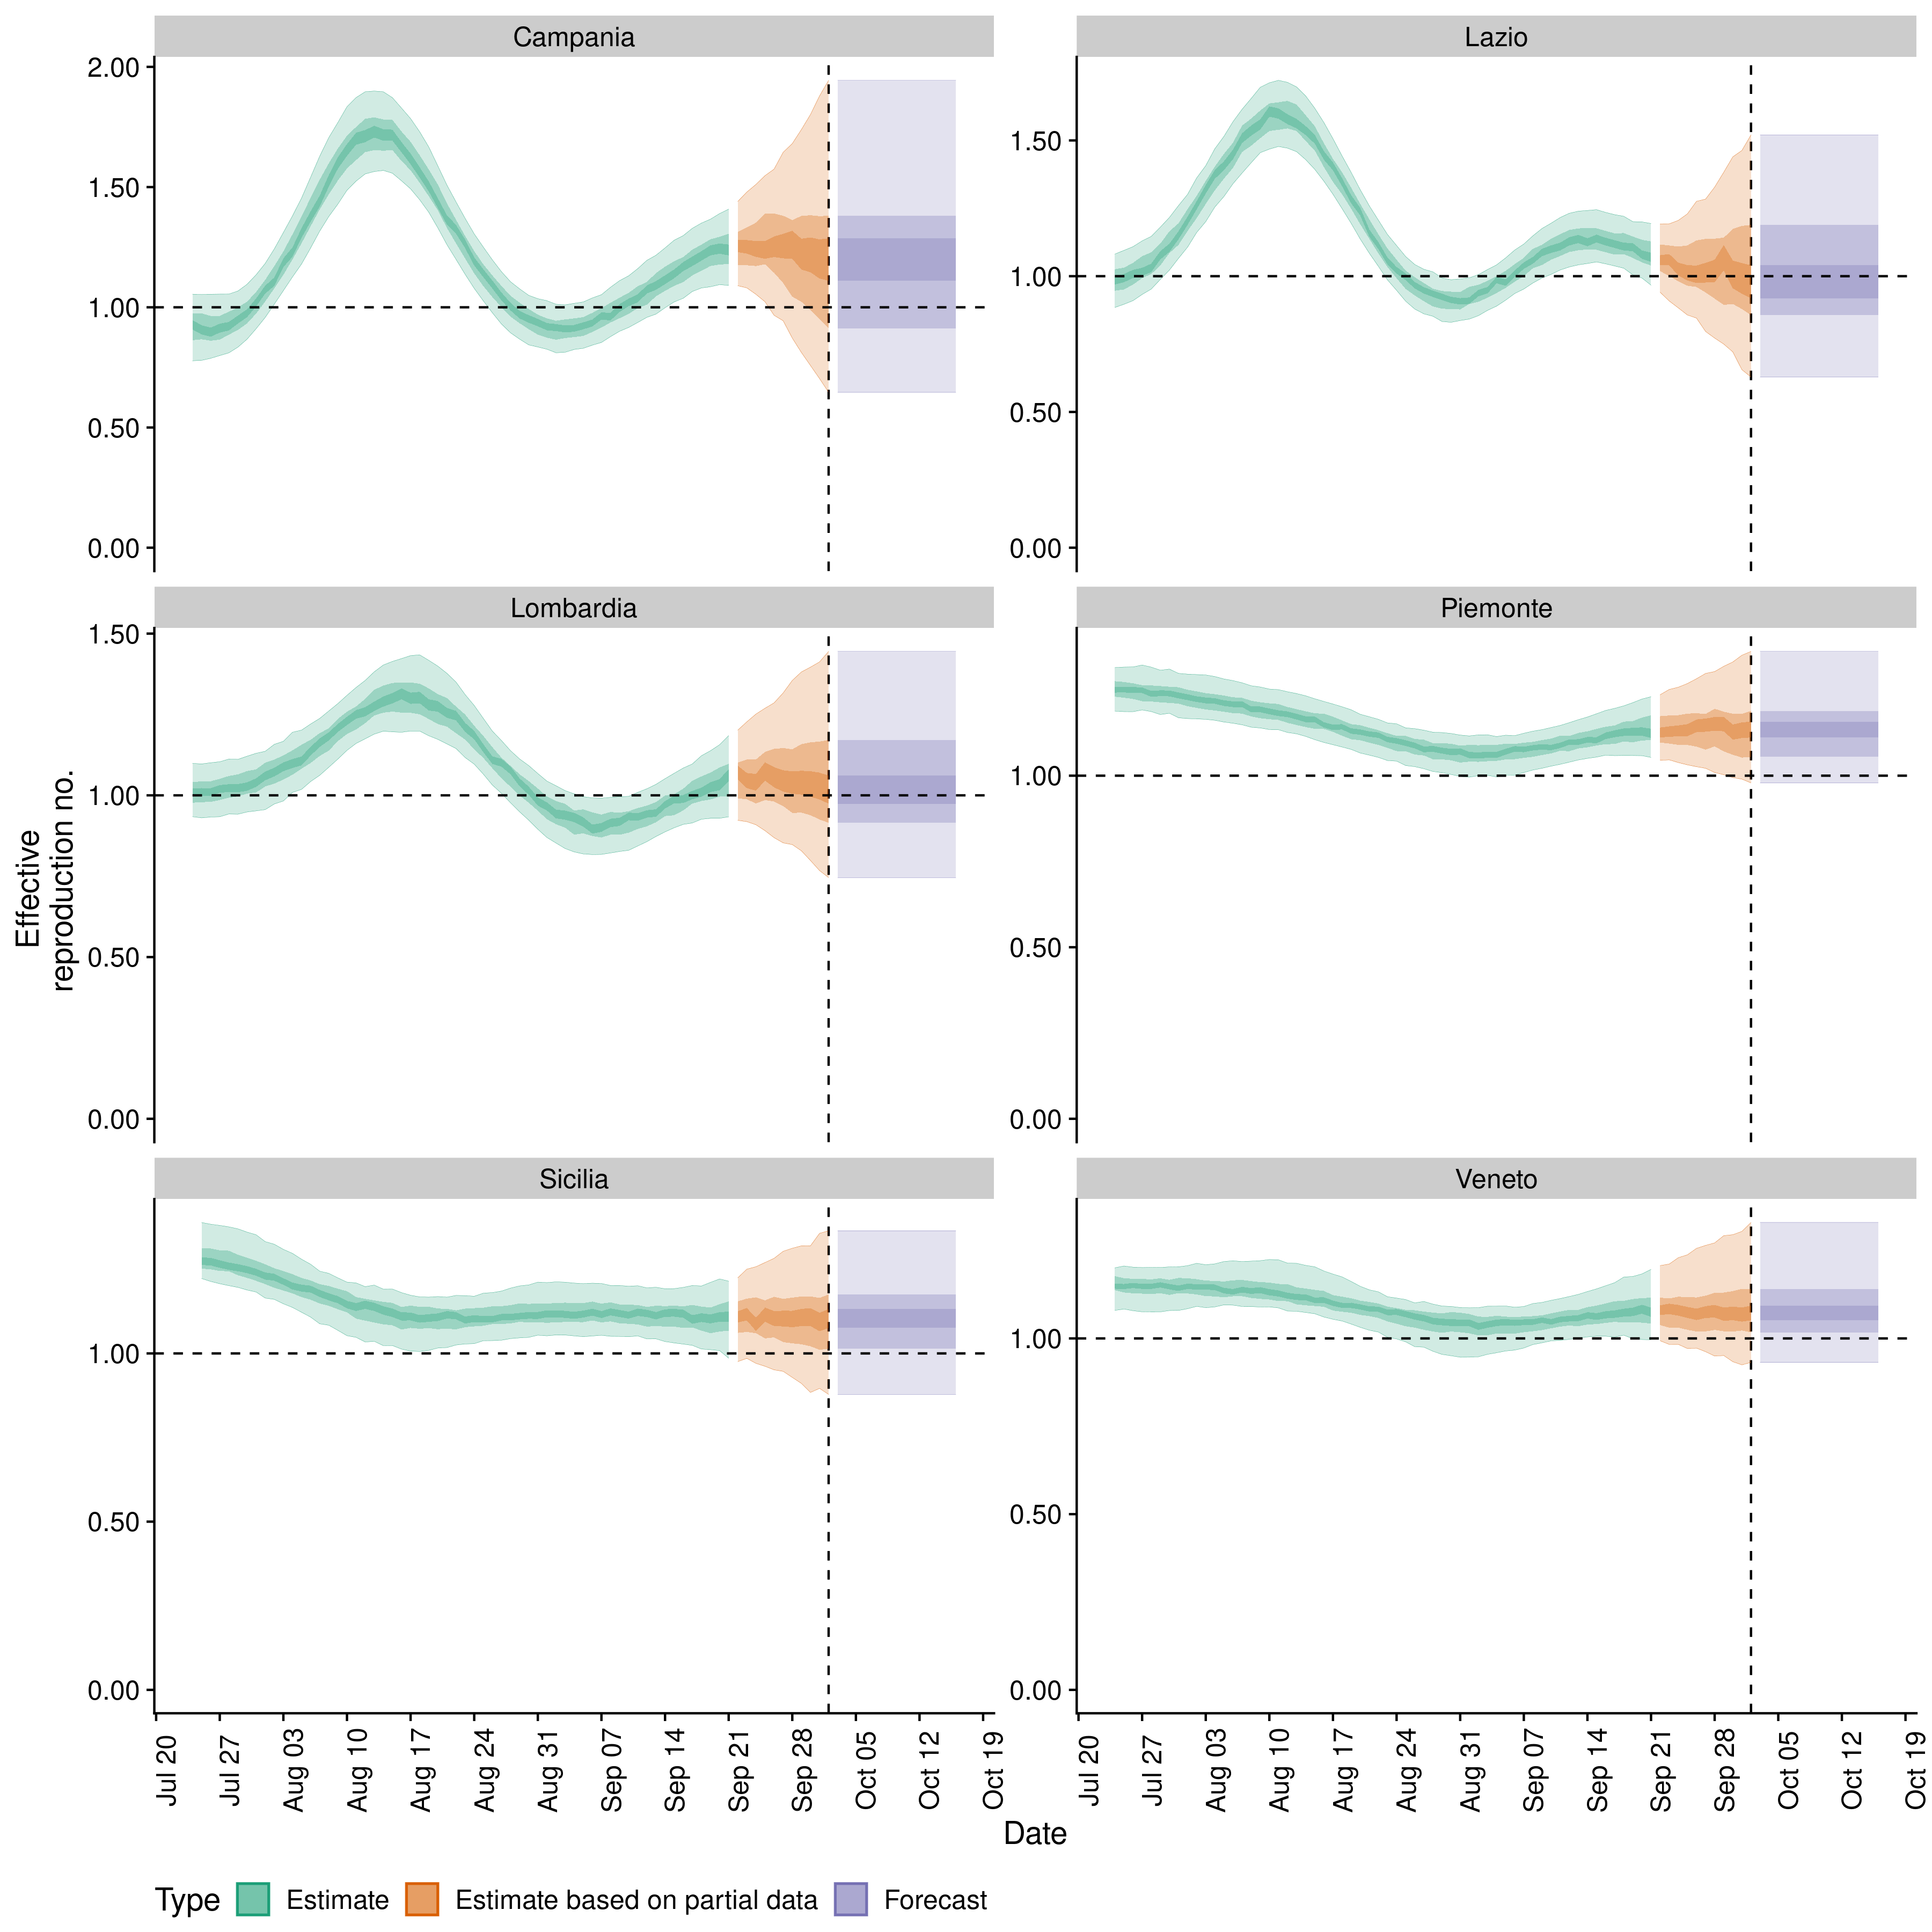 Campania
Lazio
2.00
1.50
1.00
0.50
0.00
1.50
1.00
0.50
0.00
Lombardia
Piemonte
1.50
1.00
0.50
0.00
1.00
0.50
0.00
Sicilia
Veneto
1.00
0.50
0.00
1.00
0.50
0.00
Effective
reproduction no.
Jul 20 Jul 27 Aug 03 Aug 10 Aug 17 Aug 24 Aug 31 Sep 07 Sep 14 Sep 21 Sep 28 Oct 05 Oct 12 Oct 19
Jul 20 Jul 27 Aug 03 Aug 10 Aug 17 Aug 24 Aug 31 Sep 07 Sep 14 Sep 21 Sep 28 Oct 05 Oct 12 Oct 19
Date
Type Estimate Estimate based on partial data Forecast